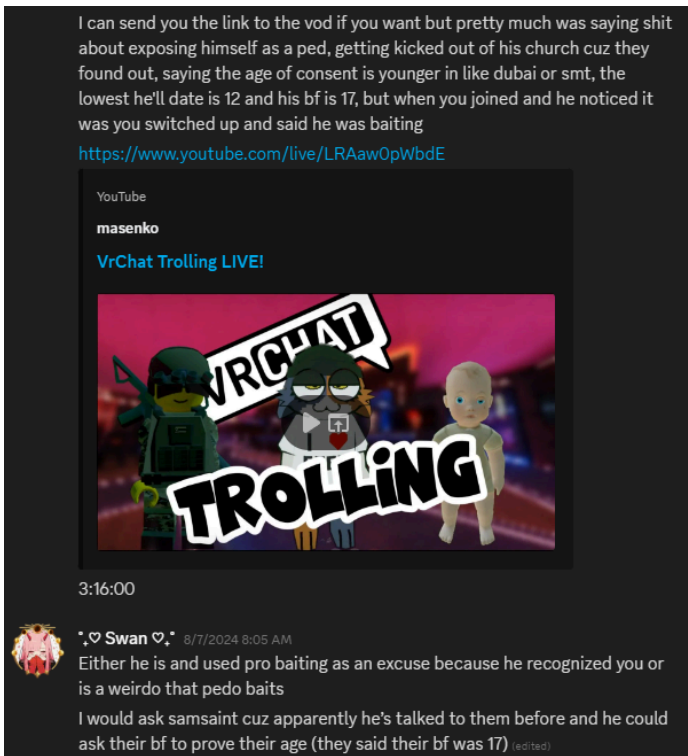 I can send you the link to the vod if you want but pretty much was saying shit
about exposing himself as a ped, getting kicked out of his church cuz they
found out, saying the age of consent is younger in like dubai or smt, the
lowest he'll date is 12 and his bf is 17, but when you joined and he noticed it
was you switched up and said he was baiting
https://www.youtube.com/live/LRAaw0pWbdE
YouTube
masenko
VrChat Trolling LIVE!
VRCHAT
TROLLiNG
3:16:00
˚₊♡ Swan ♡₊˚ 8/7/2024 8:05 AM
Either he is and used pro baiting as an excuse because he recognized you or
is a weirdo that pedo baits
I would ask samsaint cuz apparently he's talked to them before and he could
ask their bf to prove their age (they said their bf was 17) (edited)